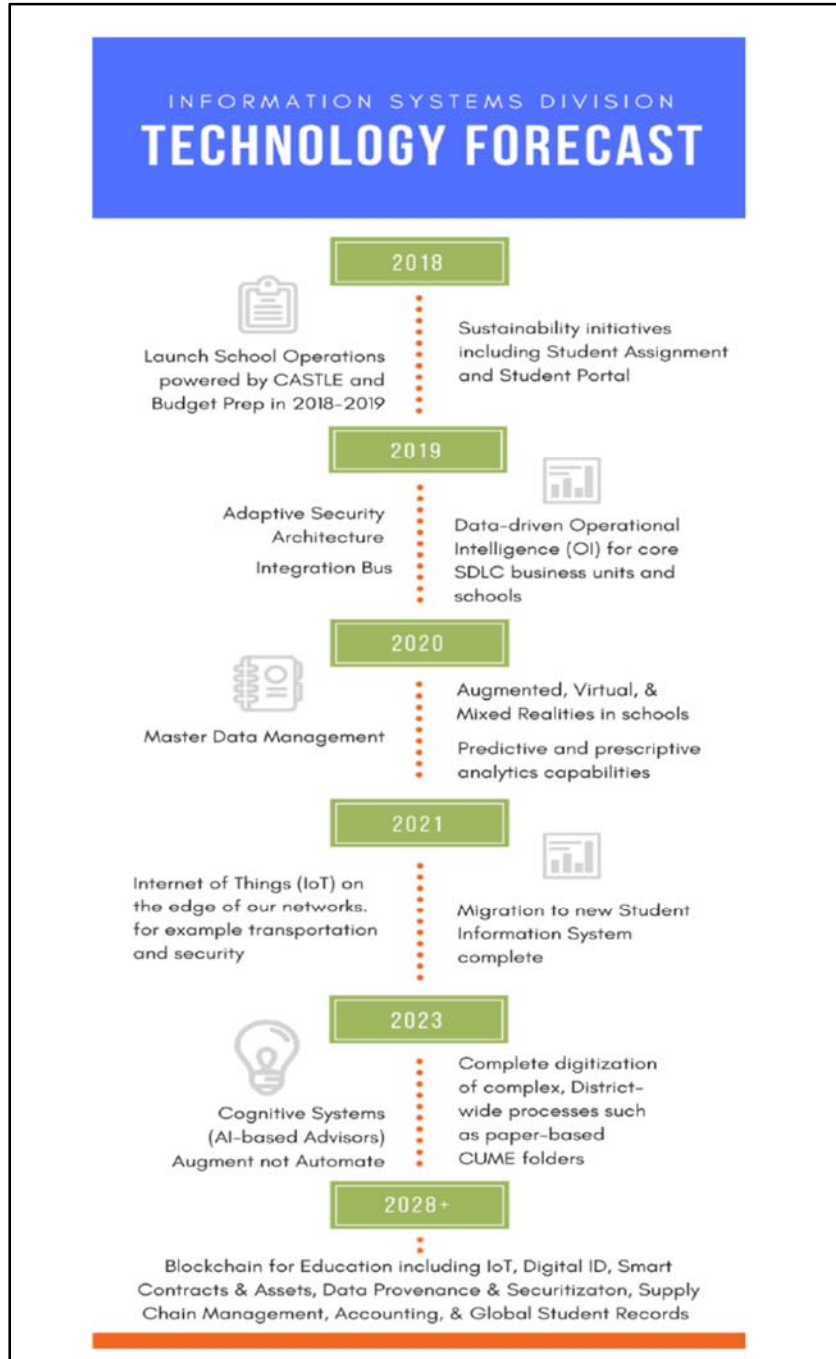 INFORMATION SYSTEMS DIVISION
TECHNOLOGY FORECAST
2018
Launch School Operations
powered by CASTLE and
Budget Prep in 2018-2019
Sustainability initiatives
including Student Assignment
and Student Portal
2019
Adaptive Security
Architecture
Integration Bus
Data-driven Operational
Intelligence (OI) for core
SDLC business units and
schools
2020
Master Data Management
Augmented, Virtual, &
Mixed Realities in schools
Predictive and prescriptive
analytics capabilities
2021
Internet of Things (IoT) on
the edge of our networks.
for example transportation
and security
Migration to new Student
Information System
complete
2023
Cognitive Systems
(AI-based Advisors)
Augment not Automate
Complete digitization
of complex, District-
wide processes such
as paper-based
CUME folders
2028+
Blockchain for Education including IoT, Digital ID, Smart
Contracts & Assets, Data Provenance & Securitizaton, Supply
Chain Management, Accounting, & Global Student Records